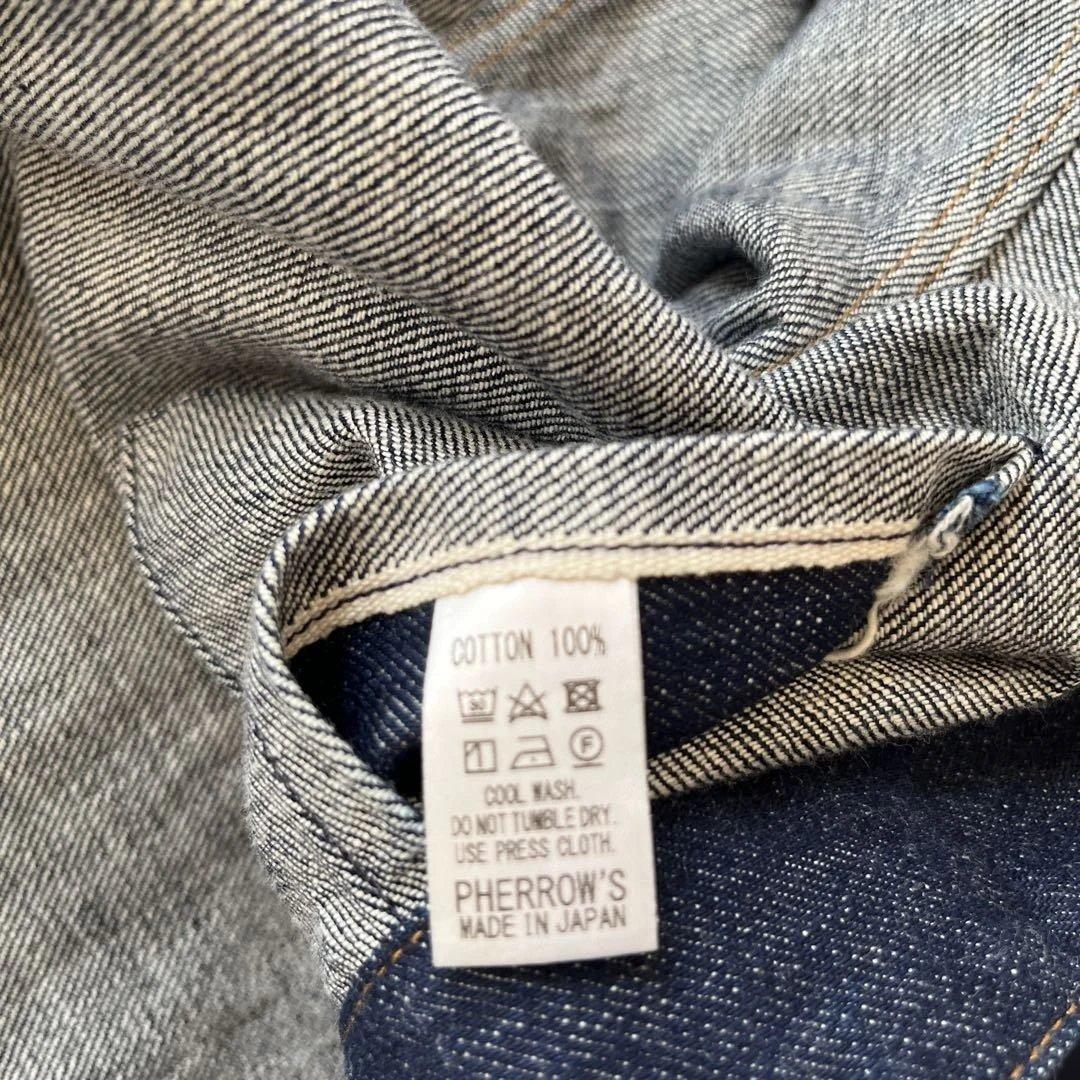 COTTON 100%
F
COOL WASH.
DO NOT TUMBLE DRY.
USE PRESS CLOTH.
PHERROW'S
MADE IN JAPAN